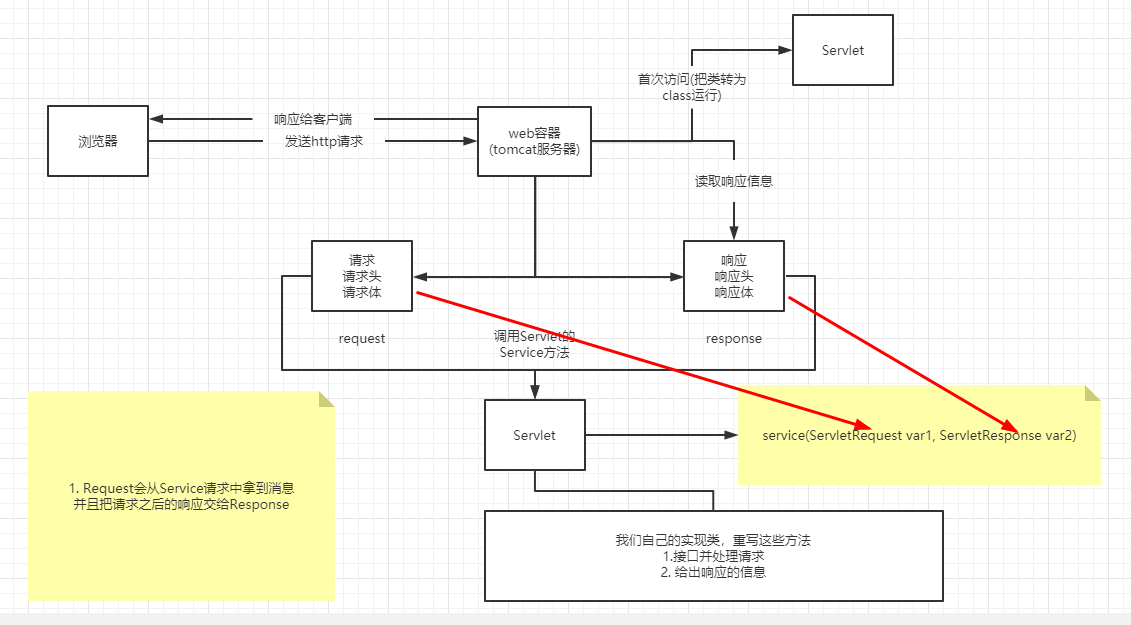 Servlet
首次访问(把类转为
class运行)
响应给客户端
发送http请求
浏览器
web容器
(tomcat服务器)
读取响应信息
请求
请求头
请求体
响应
响应头
响应体
request
调用Servlet的
Service方法
response
Servlet
service(ServletRequest var1, ServletResponse var2)
1. Request会从Service请求中拿到消息
并且把请求之后的响应交给Response
我们自己的实现类，重写这些方法
1.接口并处理请求
2. 给出响应的信息